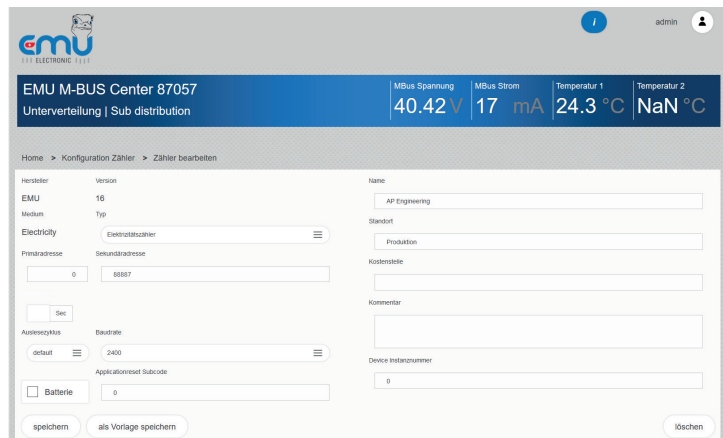 emu
ELECTRONIC
i
admin
EMU M-BUS Center 87057
Unterverteilung | Sub distribution
MBus Spannung
40.42 V
MBus Strom
17 mA
Temperatur 1
24.3 °C
Temperatur 2
NaN °C
Home > Konfiguration Zähler > Zähler bearbeiten
Hersteller Version
EMU 16
Medium Typ
Electricity Elektrizitätszähler
Primäradresse Sekundäradresse
0 88887
Sec
Auslesezyklus Baudrate
default 2400
Applicationreset Subcode
Batterie 0
Name
AP Engineering
Standort
Produktion
Kostenstelle
Kommentar
Device Instanznummer
0
speichern als Vorlage speichern löschen